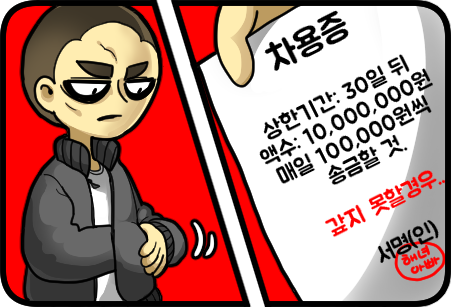 차용증
상한기간: 30일 뒤
액수: 10,000,000원
매일 100,000원씩
송금할 것.
갚지 못할경우..
서명(인)
해녀
아빠